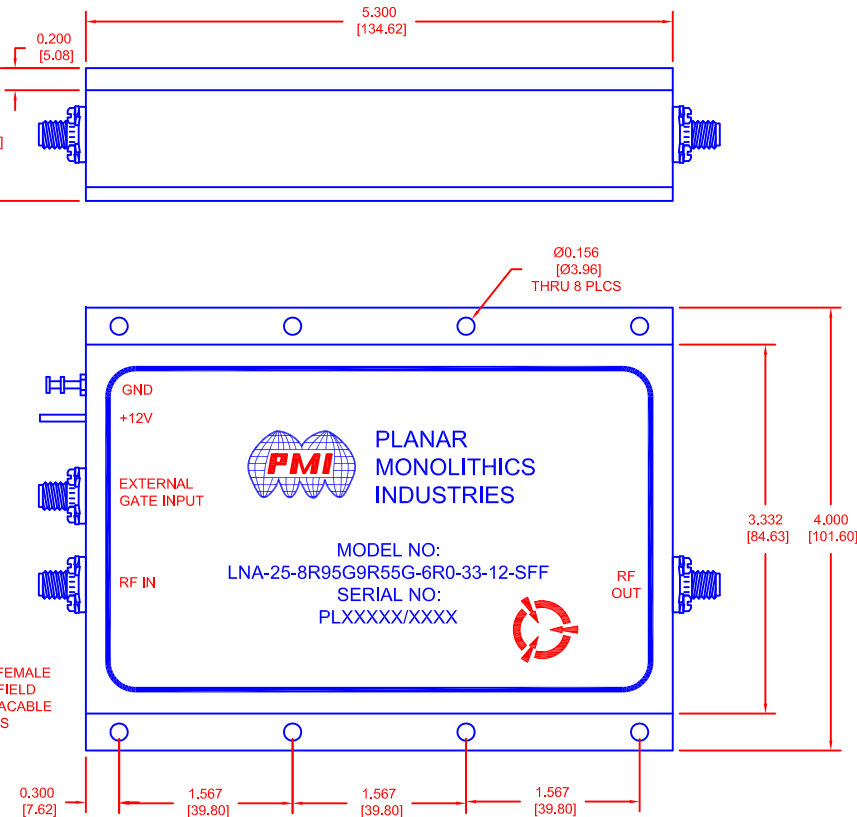 5.300
[134.62]
0.200
[5.08]
]
Ø0.156
[Ø3.96]
THRU 8 PLCS
GND
+12V
EXTERNAL
GATE INPUT
RF IN
PMI
PLANAR
MONOLITHICS
INDUSTRIES
MODEL NO:
LNA-25-8R95G9R55G-6R0-33-12-SFF
SERIAL NO:
PLXXXXX/XXXX
RF
OUT
3.332
[84.63]
4.000
[101.60]
FEMALE
FIELD
ACABLE
S
0.300
[7.62]
1.567
[39.80]
1.567
[39.80]
1.567
[39.80]